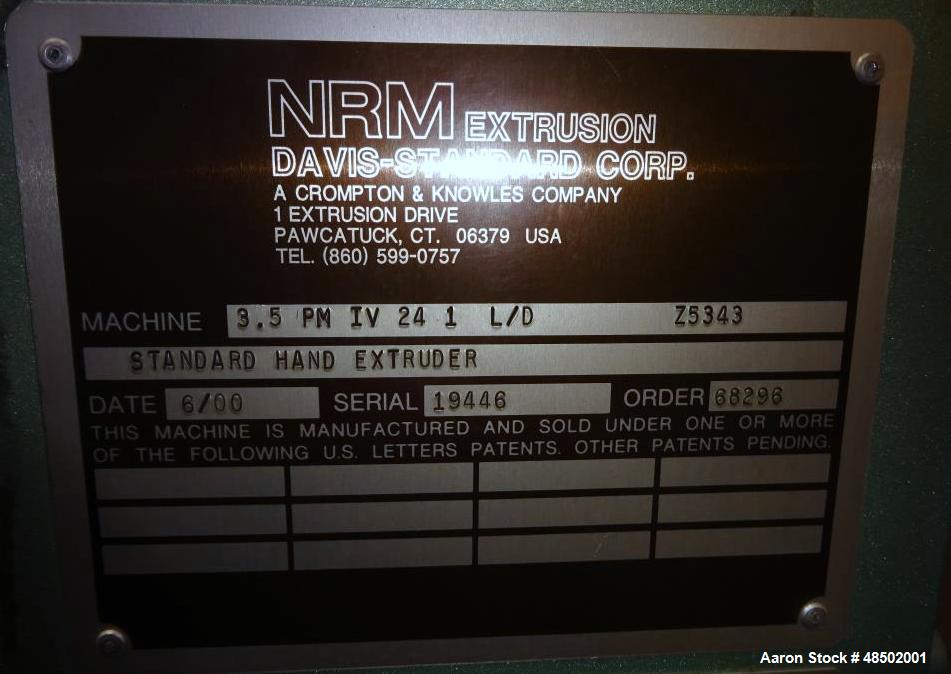 NRM EXTRUSION
DAVIS-STANDARD CORP.
A CROMPTON & KNOWLES COMPANY
1 EXTRUSION DRIVE
PAWCATUCK, CT. 06379 USA
TEL. (860) 599-0757
MACHINE 3.5 PM IV 24 1 L/D Z5343
STANDARD HAND EXTRUDER
DATE 6/00 SERIAL 19446 ORDER 68296
THIS MACHINE IS MANUFACTURED AND SOLD UNDER ONE OR MORE
OF THE FOLLOWING U.S. LETTERS PATENTS. OTHER PATENTS PENDING.
Aaron Stock # 48502001